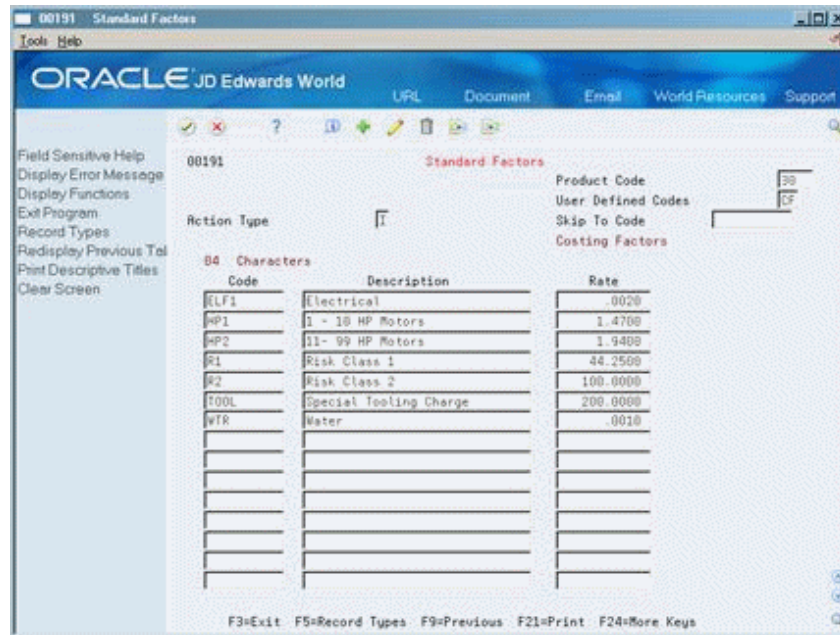 00191 Standard Factors
Tools Help
ORACLE JD Edwards World
URL Document Email World Resources Support
Field Sensitive Help
Display Error Message
Display Functions
Exit Program
Record Types
Redisplay Previous Tal
Print Descriptive Titles
Clear Screen
00191 Standard Factors
Product Code 30
User Defined Codes CF
Action Type I Skip To Code
Costing Factors
04 Characters
Code Description Rate
ELF1 Electrical .0020
HP1 1 - 10 HP Motors 1.4700
HP2 11- 99 HP Motors 1.9400
R1 Risk Class 1 44.2500
R2 Risk Class 2 100.0000
TOOL Special Tooling Charge 200.0000
WTR Water .0010
F3=Exit F5=Record Types F9=Previous F21=Print F24=More Keys